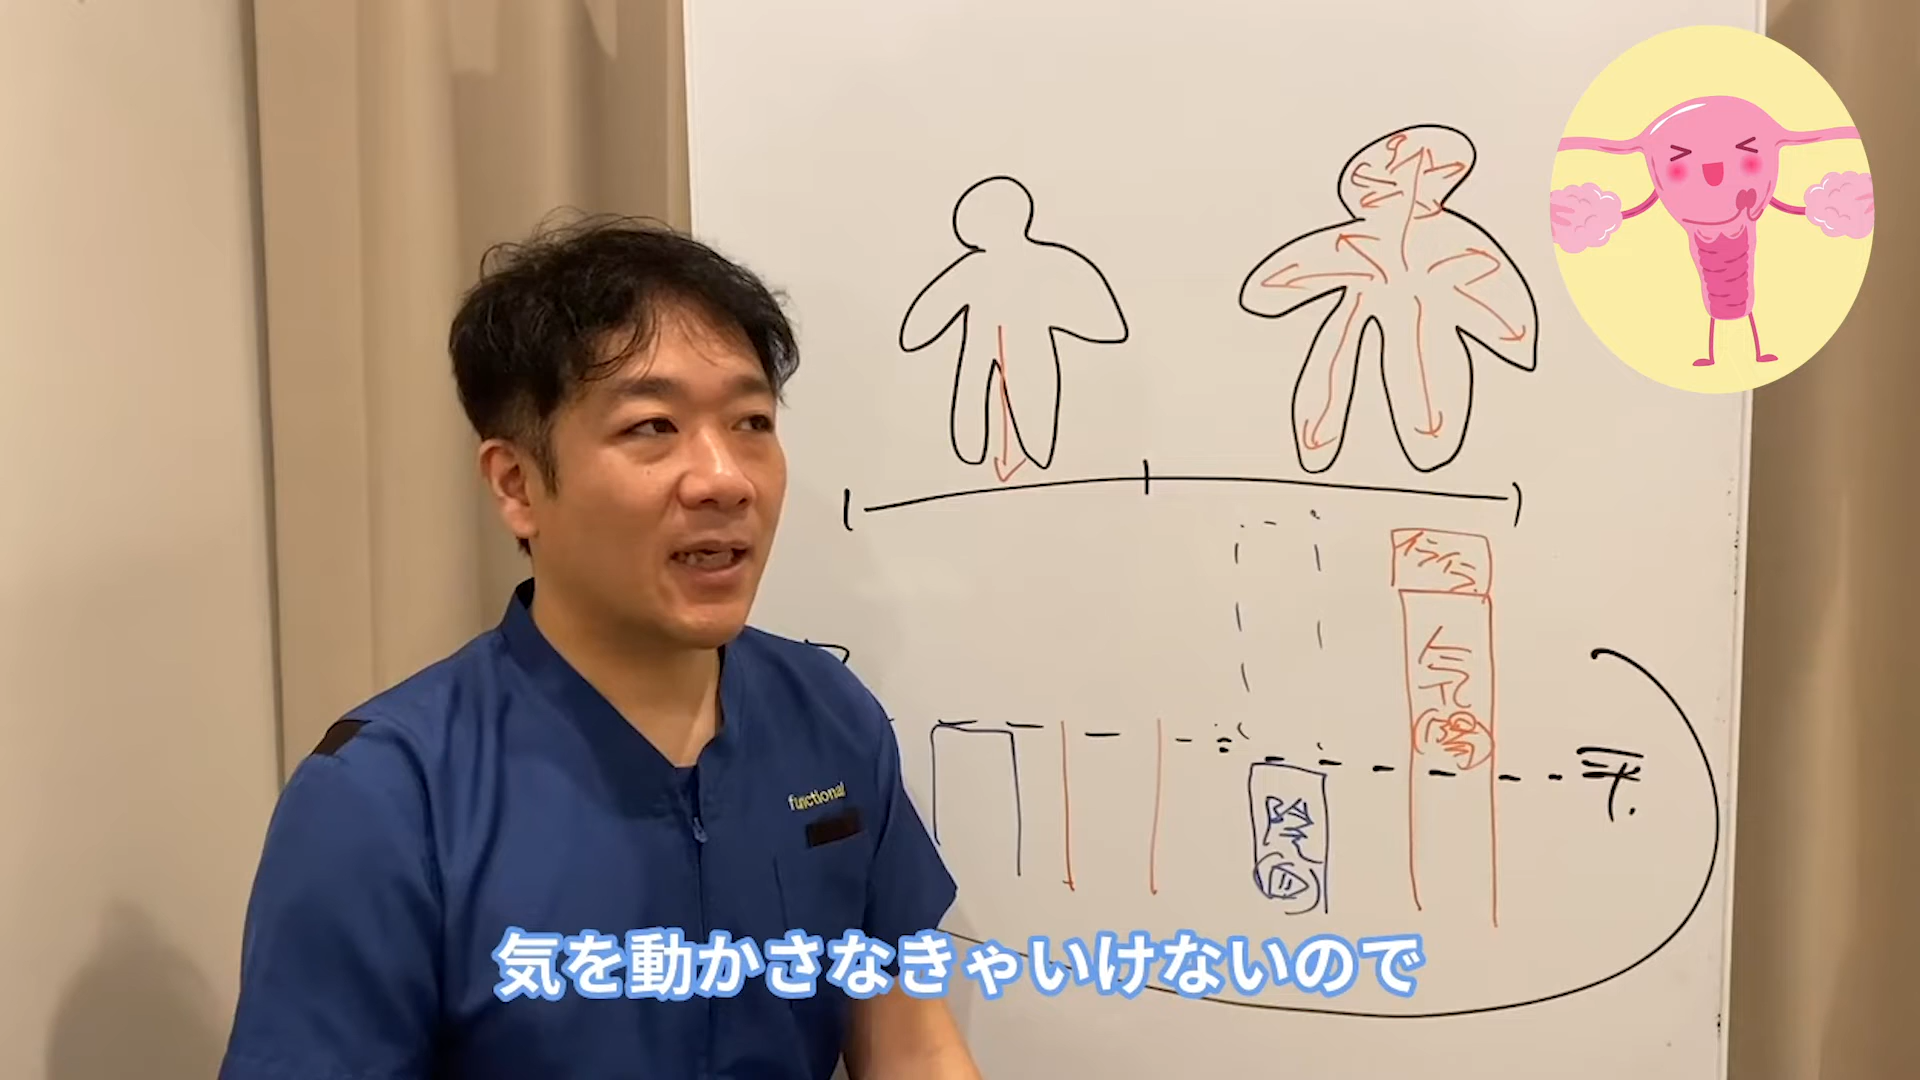 イライラ
気
陽
平.
陰
血
functional
気を動かさなきゃいけないので